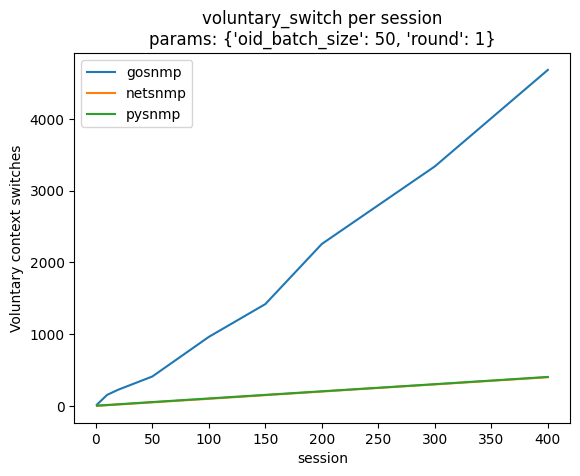 voluntary_switch per session
params: {'oid_batch_size': 50, 'round': 1}
gosnmp
netsnmp
pysnmp
Voluntary context switches
4000
3000
2000
1000
0
0 50 100 150 200 250 300 350 400
session